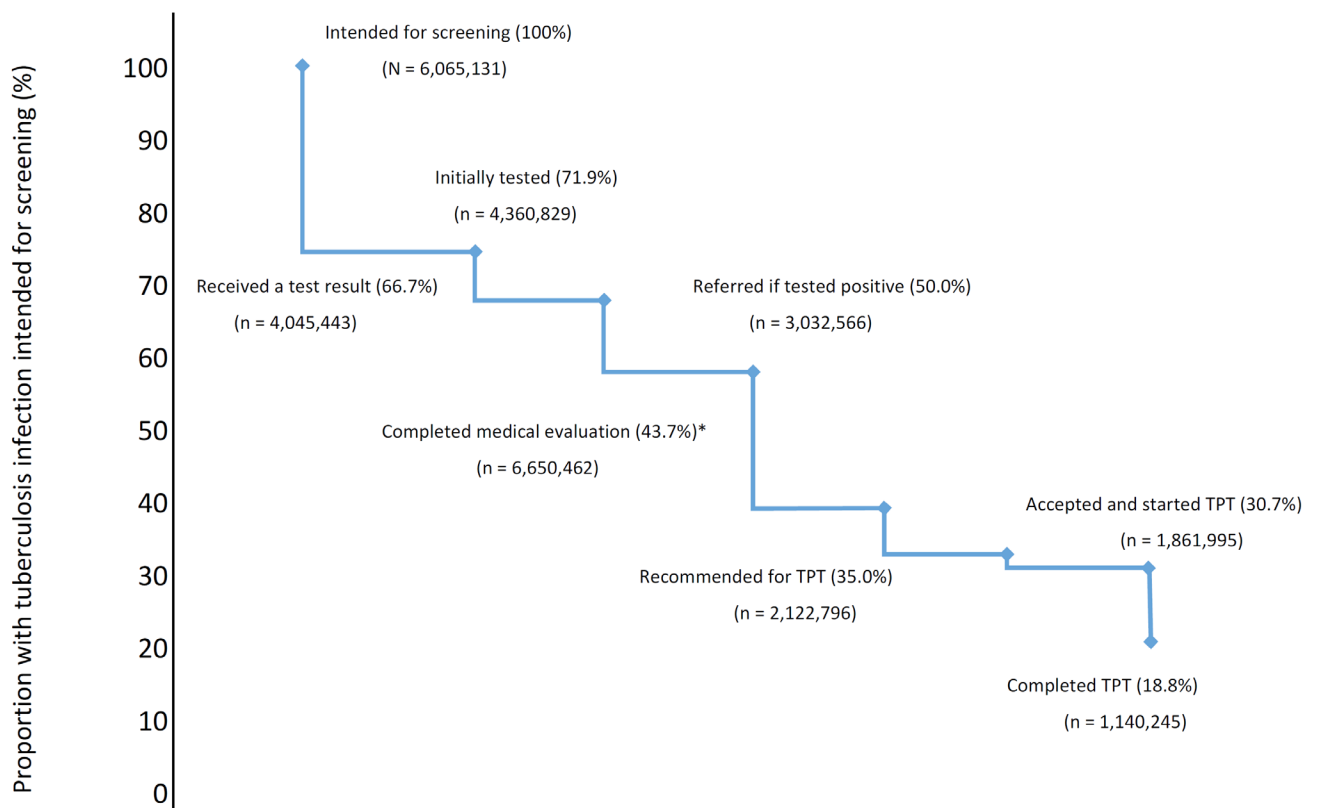 Proportion with tuberculosis infection intended for screening (%)
100
90
80
70
60
50
40
30
20
10
0
Intended for screening (100%)
(N = 6,065,131)
Initially tested (71.9%)
(n = 4,360,829)
Received a test result (66.7%)
(n = 4,045,443)
Referred if tested positive (50.0%)
(n = 3,032,566)
Completed medical evaluation (43.7%)*
(n = 6,650,462)
Recommended for TPT (35.0%)
(n = 2,122,796)
Accepted and started TPT (30.7%)
(n = 1,861,995)
Completed TPT (18.8%)
(n = 1,140,245)